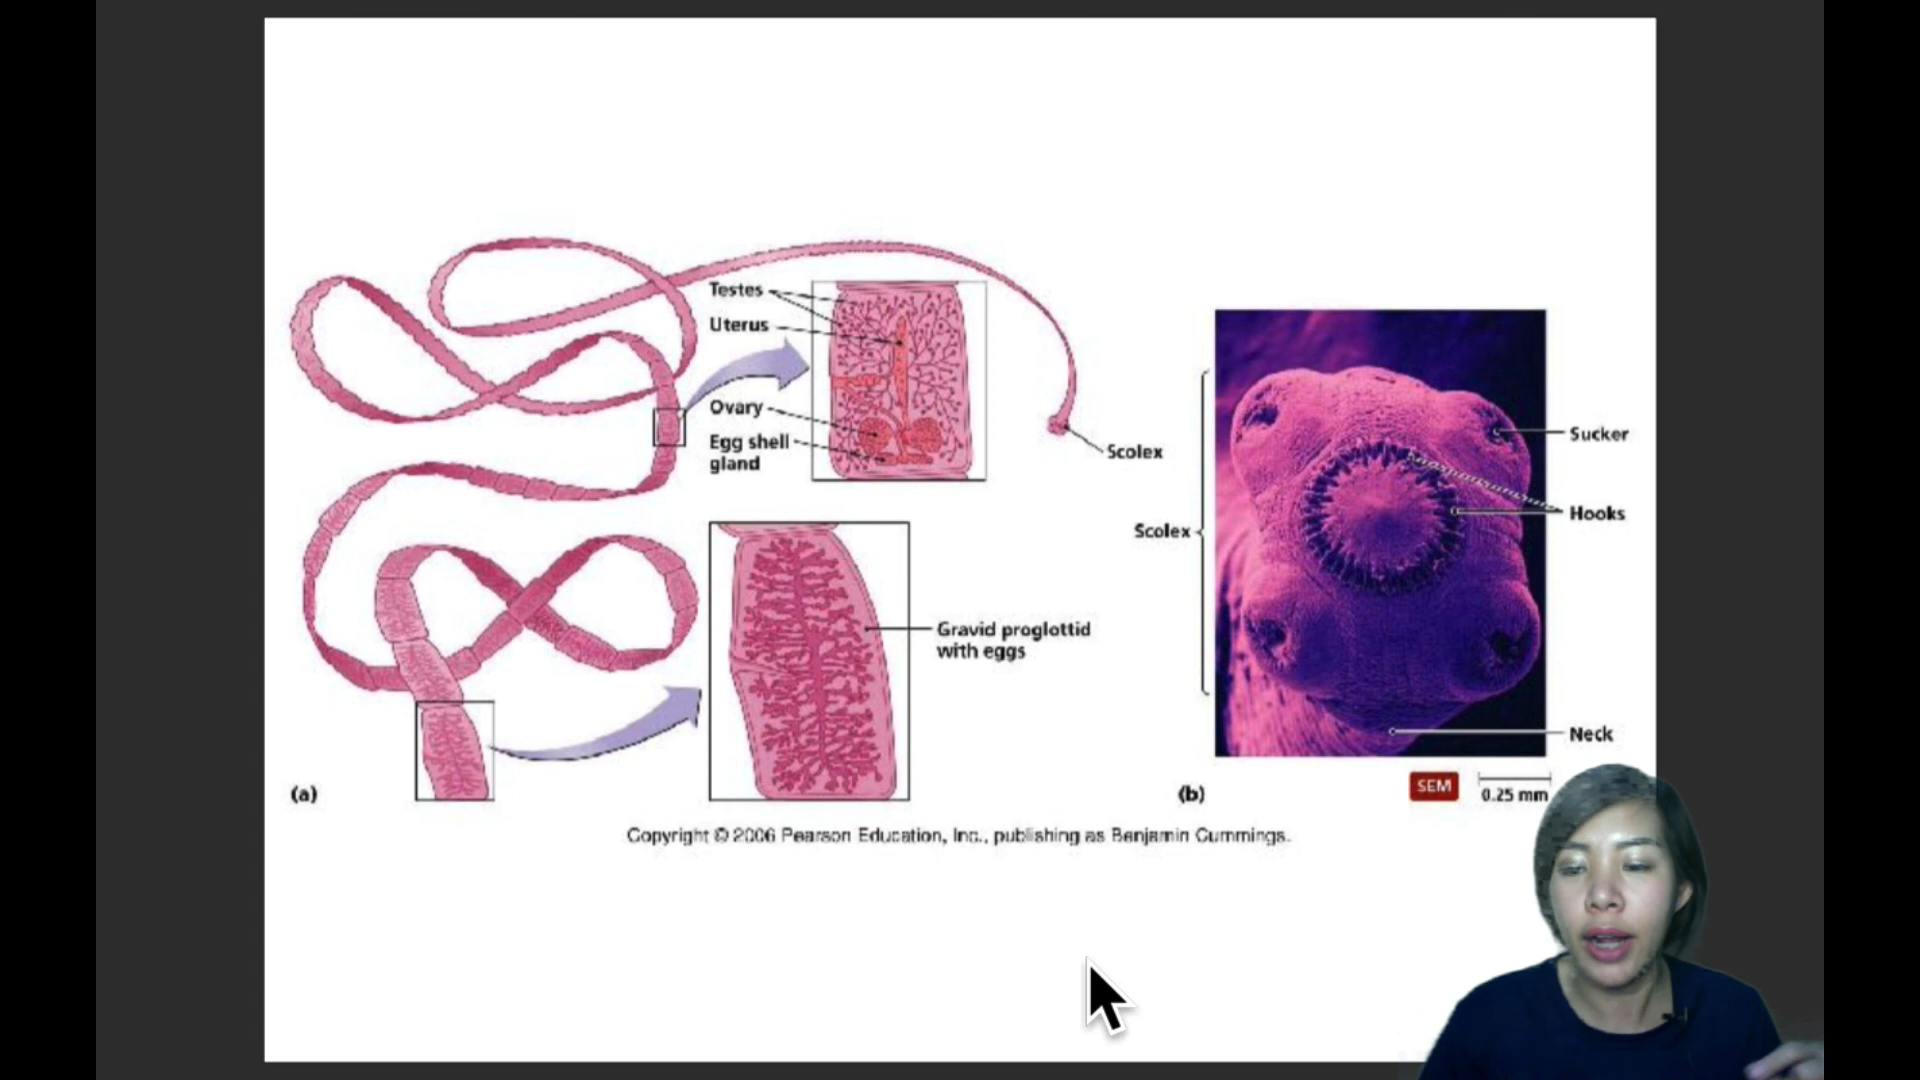 Testes
Uterus
Ovary
Egg shell
gland
Scolex
Gravid proglottid
with eggs
(a)
Scolex
Sucker
Hooks
Neck
(b)
SEM
0.25 mm
Copyright © 2006 Pearson Education, Inc., publishing as Benjamin Cummings.